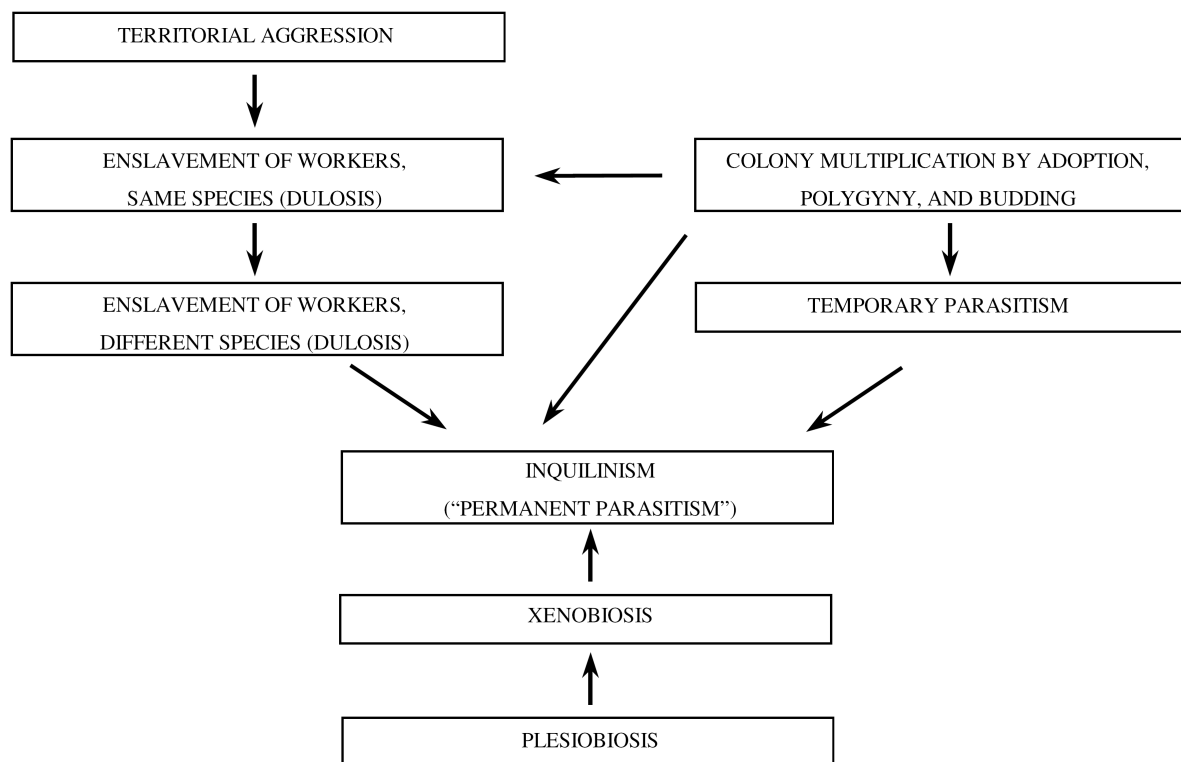 TERRITORIAL AGGRESSION
ENSLAVEMENT OF WORKERS,
SAME SPECIES (DULOSIS)
COLONY MULTIPLICATION BY ADOPTION,
POLYGYNY, AND BUDDING
ENSLAVEMENT OF WORKERS,
DIFFERENT SPECIES (DULOSIS)
TEMPORARY PARASITISM
INQUILINISM
(“PERMANENT PARASITISM”)
XENOBIOSIS
PLESIOBIOSIS